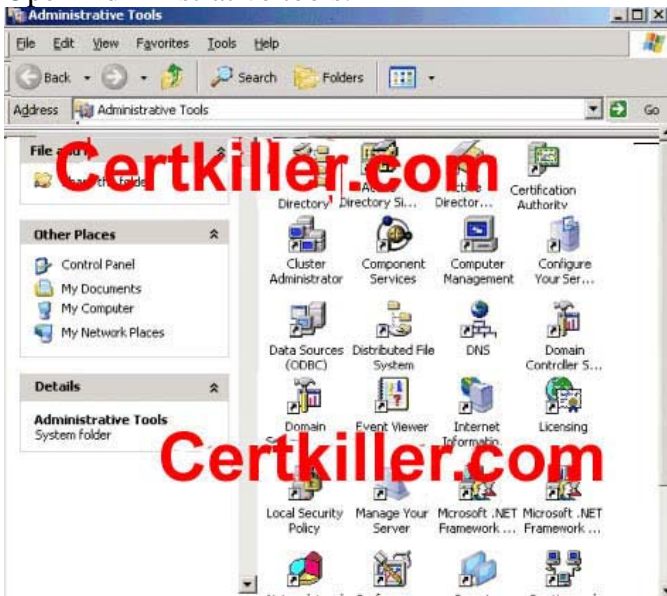 Administrative Tools
File Edit View Favorites Tools Help
Back Search Folders
Address Administrative Tools Go
File and
Certkiller.com
Directory Directory Si... Director... Certification Authority
Other Places
Control Panel
My Documents
My Computer
My Network Places
Cluster Administrator
Component Services
Computer Management
Configure Your Ser...
Data Sources (ODBC)
Distributed File System
DNS
Domain Controller S...
Details
Administrative Tools
System folder
Domain
Event Viewer
Internet Informatio...
Licensing
Certkiller.com
Local Security Policy
Manage Your Server
Microsoft .NET Framework ...
Microsoft .NET Framework ...